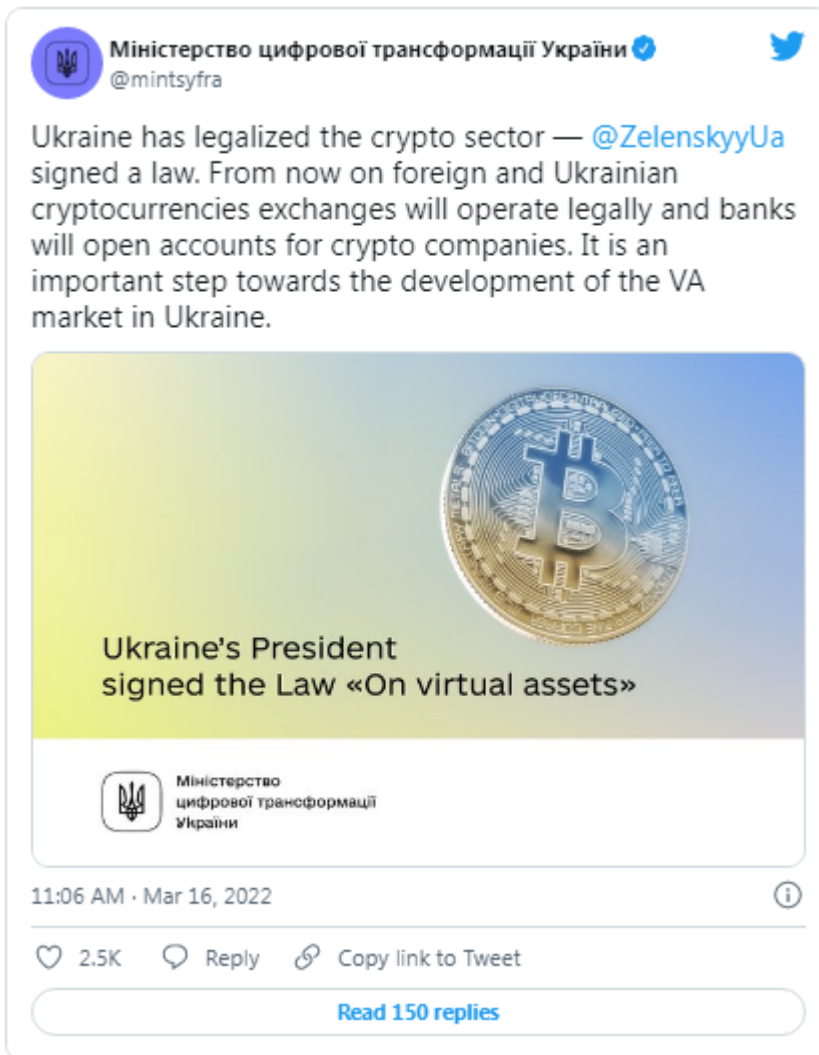 Міністерство цифрової трансформації України
@mintsyfra
Ukraine has legalized the crypto sector — @ZelenskyyUa
signed a law. From now on foreign and Ukrainian
cryptocurrencies exchanges will operate legally and banks
will open accounts for crypto companies. It is an
important step towards the development of the VA
market in Ukraine.
Ukraine's President
signed the Law «On virtual assets»
Міністерство
цифрової трансформації
України
11:06 AM · Mar 16, 2022
2.5K Reply Copy link to Tweet
Read 150 replies